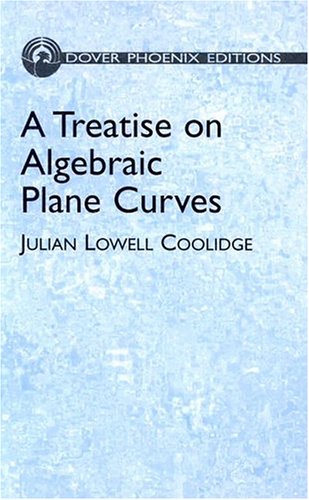 DOVER PHOENIX EDITIONS
A Treatise on
Algebraic
Plane Curves
JULIAN LOWELL COOLIDGE